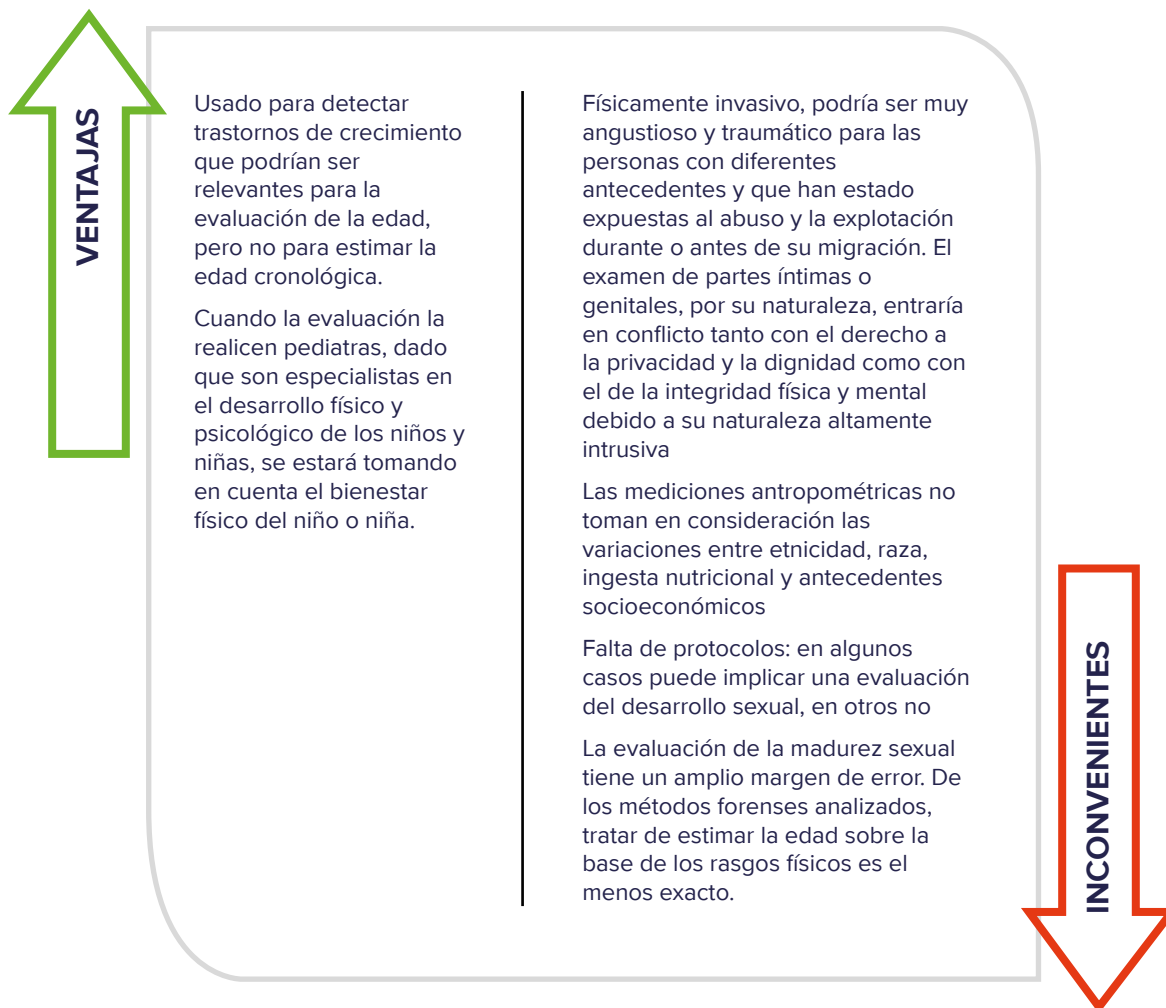 VENTAJAS
Usado para detectar
trastornos de crecimiento
que podrían ser
relevantes para la
evaluación de la edad,
pero no para estimar la
edad cronológica.
Cuando la evaluación la
realicen pediatras, dado
que son especialistas en
el desarrollo físico y
psicológico de los niños y
niñas, se estará tomando
en cuenta el bienestar
físico del niño o niña.
Físicamente invasivo, podría ser muy
angustioso y traumático para las
personas con diferentes
antecedentes y que han estado
expuestas al abuso y la explotación
durante o antes de su migración. El
examen de partes íntimas o
genitales, por su naturaleza, entraría
en conflicto tanto con el derecho a
la privacidad y la dignidad como con
el de la integridad física y mental
debido a su naturaleza altamente
intrusiva
Las mediciones antropométricas no
toman en consideración las
variaciones entre etnicidad, raza,
ingesta nutricional y antecedentes
socioeconómicos
Falta de protocolos: en algunos
casos puede implicar una evaluación
del desarrollo sexual, en otros no
La evaluación de la madurez sexual
tiene un amplio margen de error. De
los métodos forenses analizados,
tratar de estimar la edad sobre la
base de los rasgos físicos es el
menos exacto.
INCONVENIENTES